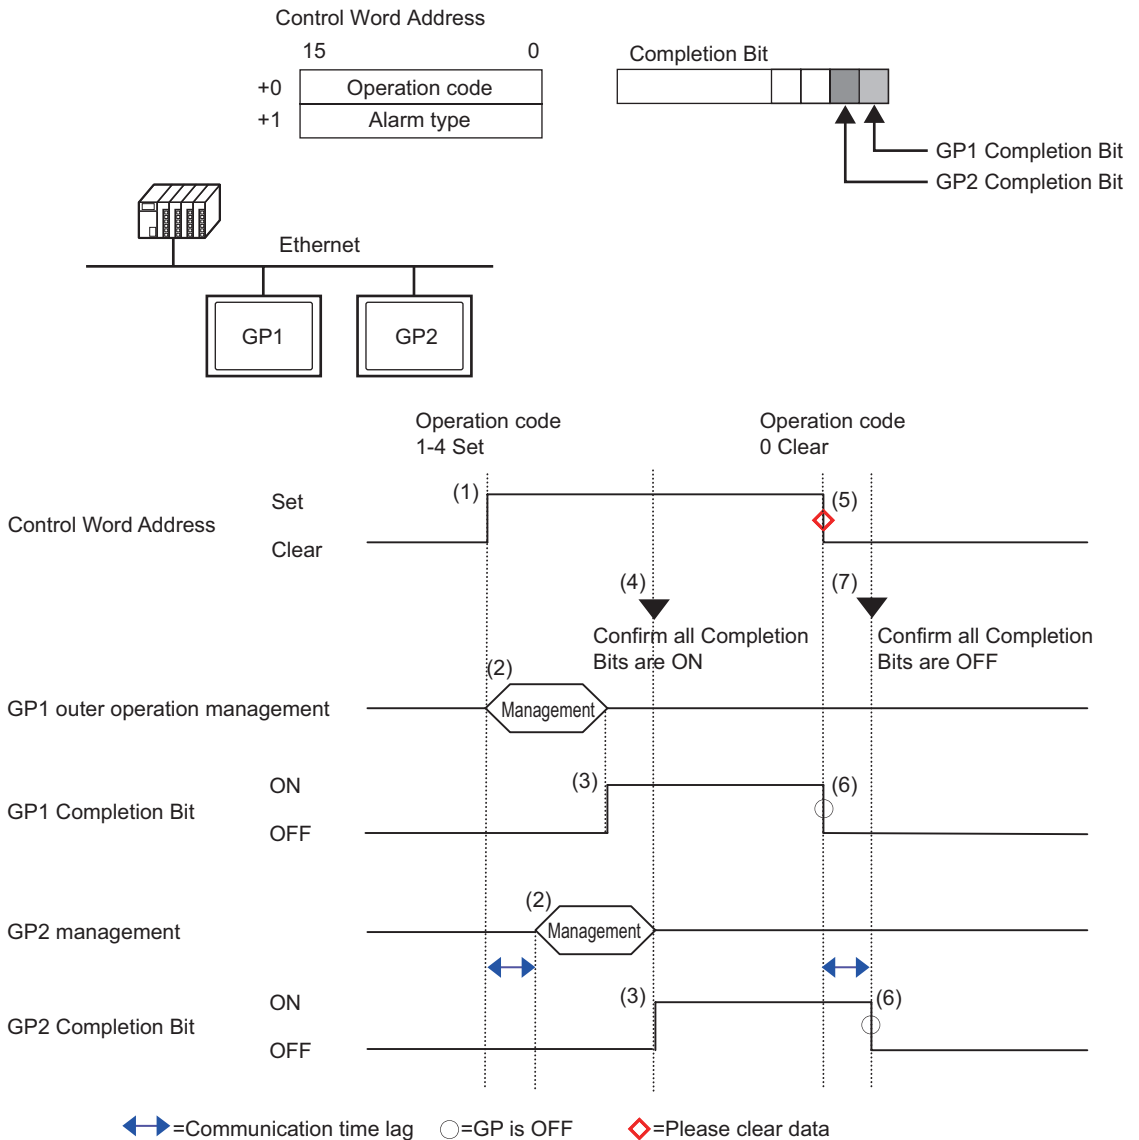 Control Word Address
15 0
+0 Operation code
+1 Alarm type
Completion Bit
GP1 Completion Bit
GP2 Completion Bit
Ethernet
GP1
GP2
Operation code
1-4 Set
Operation code
0 Clear
Control Word Address
Set
Clear
(1)
(5)
(4)
Confirm all Completion
Bits are ON
(7)
Confirm all Completion
Bits are OFF
GP1 outer operation management
(2)
Management
GP1 Completion Bit
ON
OFF
(3)
(6)
GP2 management
(2)
Management
GP2 Completion Bit
ON
OFF
(3)
(6)
=Communication time lag
=GP is OFF
=Please clear data